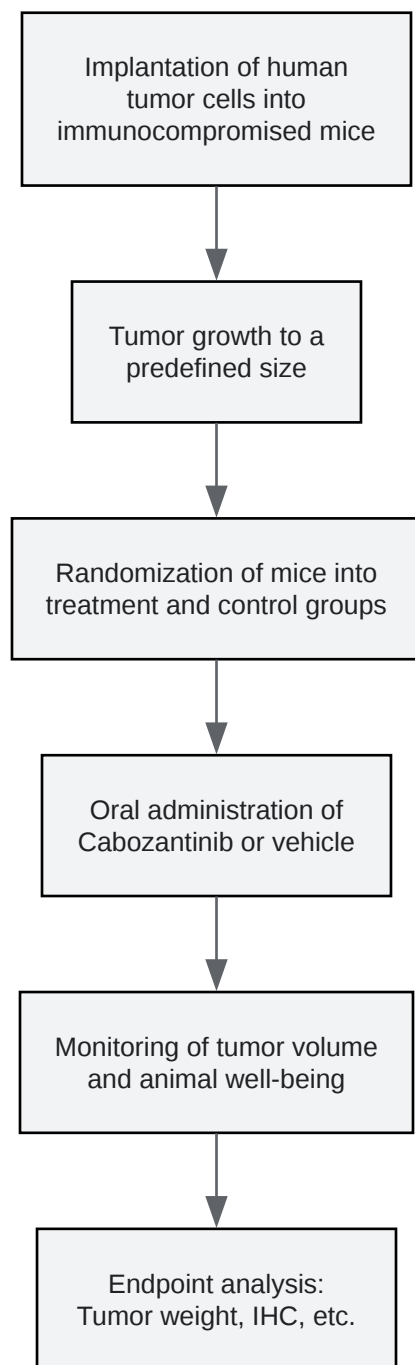 Implantation of human
tumor cells into
immunocompromised mice
Tumor growth to a
predefined size
Randomization of mice into
treatment and control groups
Oral administration of
Cabozantinib or vehicle
Monitoring of tumor volume
and animal well-being
Endpoint analysis:
Tumor weight, IHC, etc.